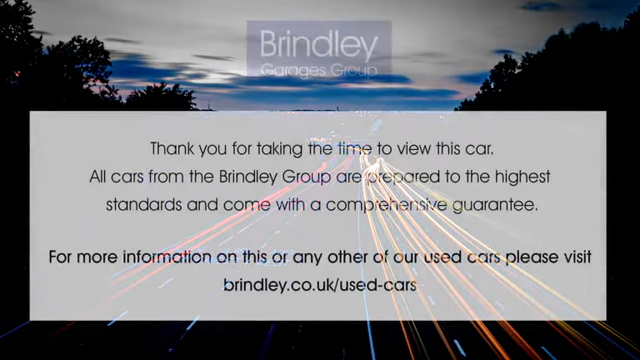 Brindley
Garages Group
Thank you for taking the time to view this car.
All cars from the Brindley Group are prepared to the highest
standards and come with a comprehensive guarantee.
For more information on this or any other of our used cars please visit
brindley.co.uk/used-cars